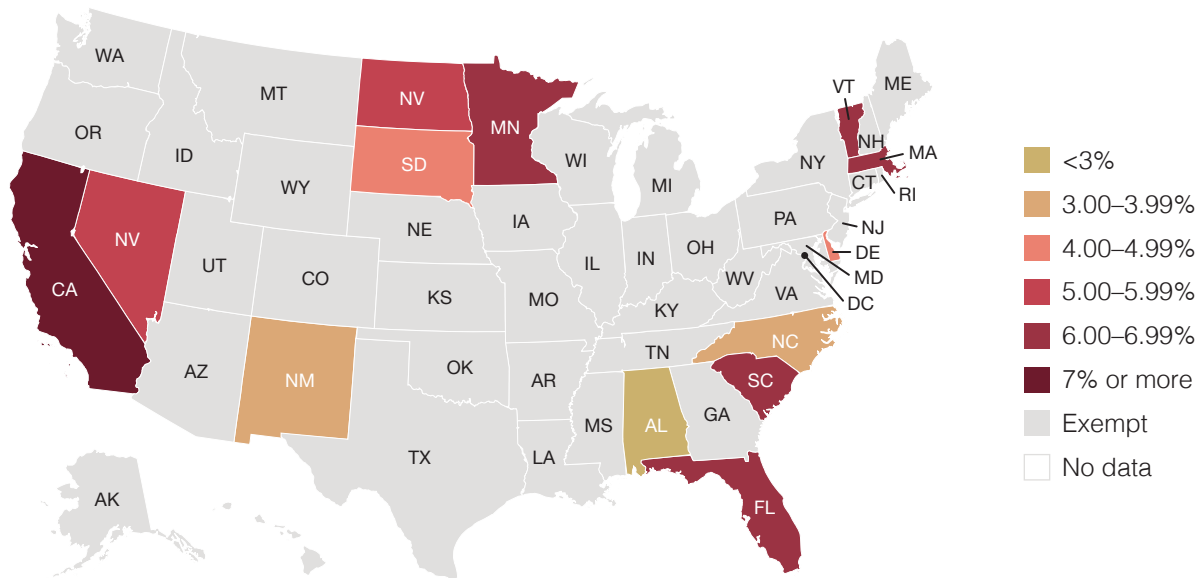 WA
MT
NV
MN
VT
ME
OR
ID
SD
WI
NH
MA
NY
WY
MI
CT
RI
IA
NE
PA
NJ
NV
UT
CO
IL
IN
OH
DE
MD
CA
KS
MO
WV
VA
DC
KY
NC
TN
AZ
NM
OK
AR
SC
MS
AL
GA
TX
LA
AK
FL
<3%
3.00–3.99%
4.00–4.99%
5.00–5.99%
6.00–6.99%
7% or more
Exempt
No data